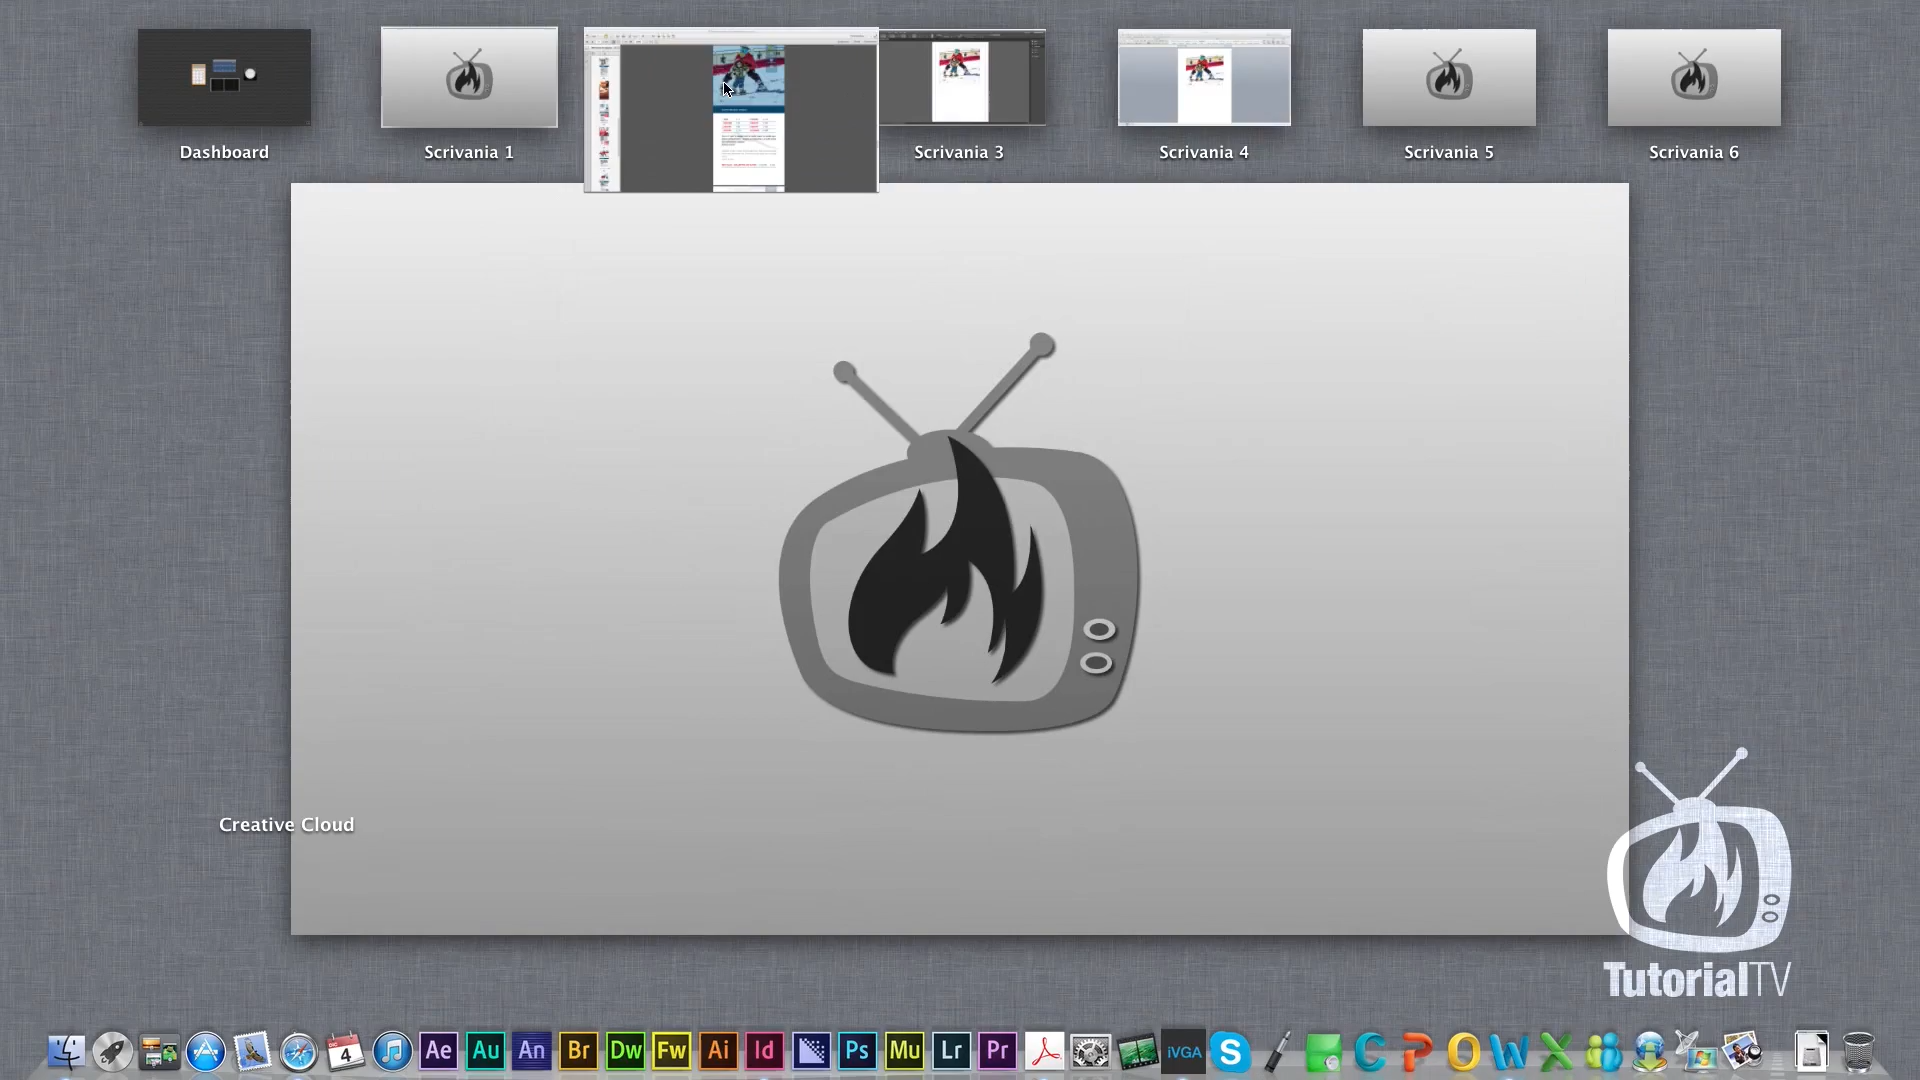 Dashboard
Scrivania 1
Scrivania 3
Scrivania 4
Scrivania 5
Scrivania 6
Creative Cloud
TutorialTV
4
Ae
Au
An
Br
Dw
Fw
Ai
Id
Ps
Mu
Lr
Pr
iVGA
S
C
P
O
W
X